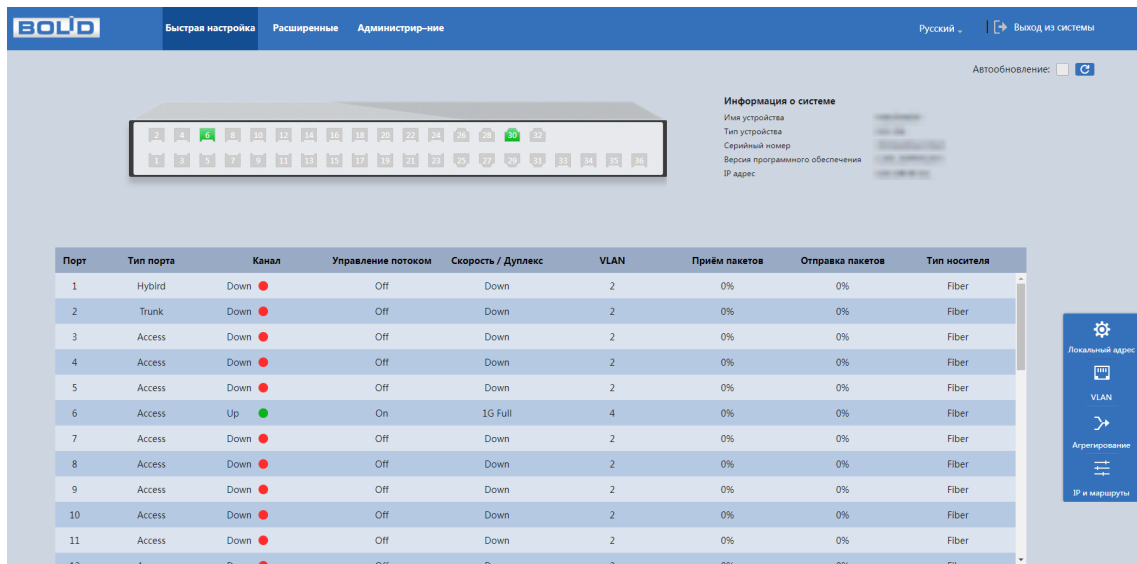 BOLID Быстрая настройка Расширенные Администрир-ние Русский Выход из системы
Автообновление:
Информация о системе
Имя устройства
Тип устройства
Серийный номер
Версия программного обеспечения
IP адрес
2 4 6 8 10 12 14 16 18 20 22 24 26 28 30 32
1 3 5 7 9 11 13 15 17 19 21 23 25 27 29 31 33 34 35 36
Порт Тип порта Канал Управление потоком Скорость / Дуплекс VLAN Приём пакетов Отправка пакетов Тип носителя
1 Hybird Down Off Down 2 0% 0% Fiber
2 Trunk Down Off Down 2 0% 0% Fiber
3 Access Down Off Down 2 0% 0% Fiber
4 Access Down Off Down 2 0% 0% Fiber
5 Access Down Off Down 2 0% 0% Fiber
6 Access Up On 1G Full 4 0% 0% Fiber
7 Access Down Off Down 2 0% 0% Fiber
8 Access Down Off Down 2 0% 0% Fiber
9 Access Down Off Down 2 0% 0% Fiber
10 Access Down Off Down 2 0% 0% Fiber
11 Access Down Off Down 2 0% 0% Fiber
Локальный адрес
VLAN
Агрегирование
IP и маршруты